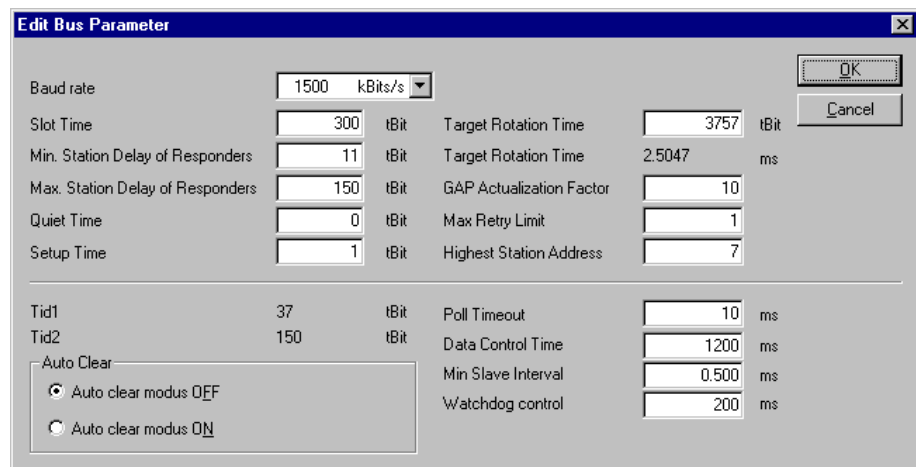 Edit Bus Parameter
Baud rate 1500 kBits/s
OK
Cancel
Slot Time 300 tBit
Target Rotation Time 3757 tBit
Min. Station Delay of Responders 11 tBit
Target Rotation Time 2.5047 ms
Max. Station Delay of Responders 150 tBit
GAP Actualization Factor 10
Quiet Time 0 tBit
Max Retry Limit 1
Setup Time 1 tBit
Highest Station Address 7
Tid1 37 tBit
Tid2 150 tBit
Auto Clear
Auto clear modus OFF
Auto clear modus ON
Poll Timeout 10 ms
Data Control Time 1200 ms
Min Slave Interval 0.500 ms
Watchdog control 200 ms